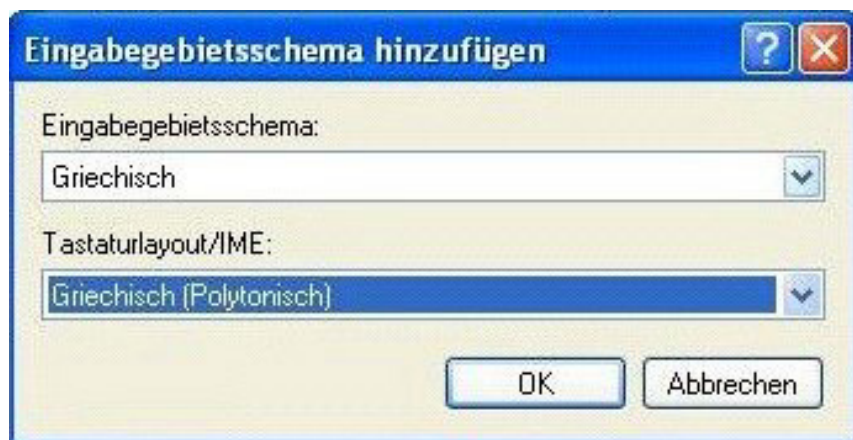 Eingabegebietsschema hinzufügen
Eingabegebietsschema:
Griechisch
Tastaturlayout/IME:
Griechisch (Polytonisch)
OK Abbrechen